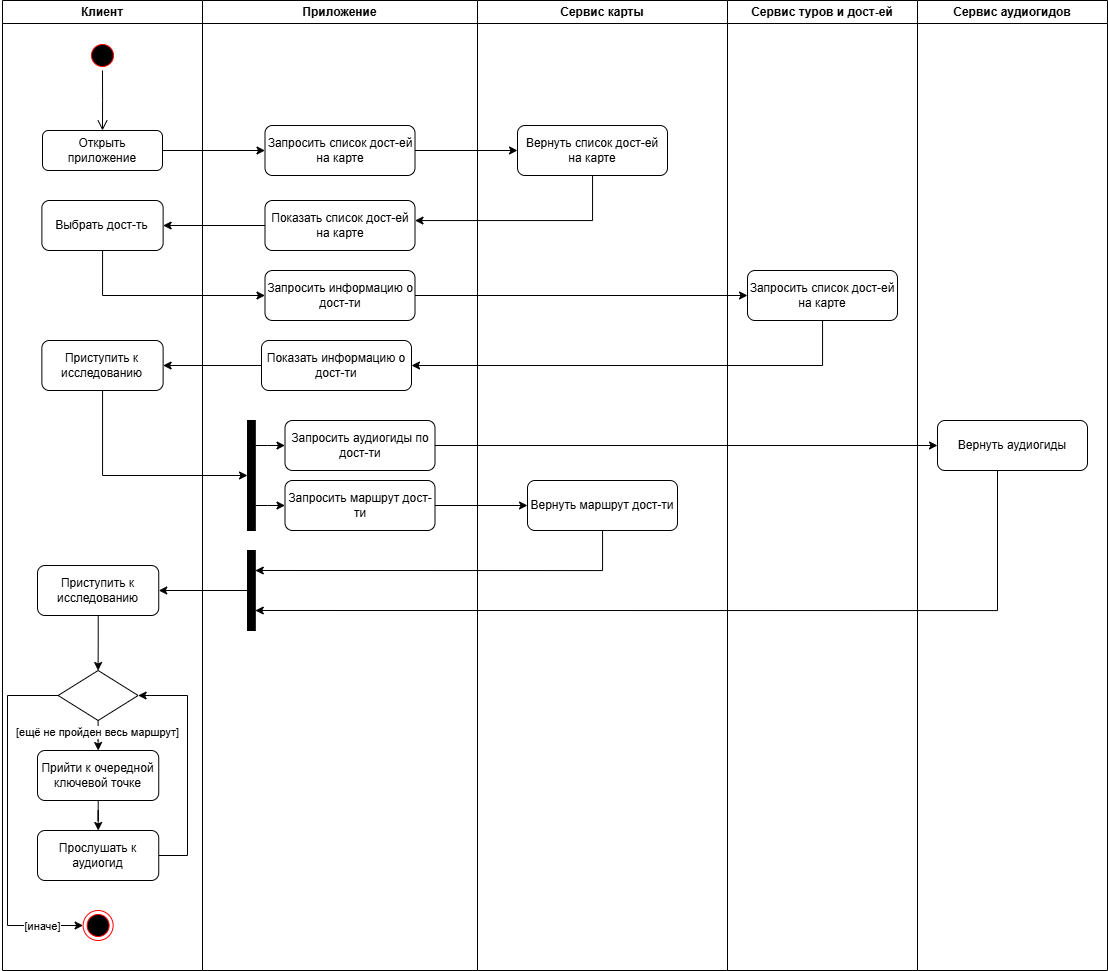 Клиент
Приложение
Сервис карты
Сервис туров и дост-ей
Сервис аудиогидов
Открыть
приложение
Запросить список дост-ей
на карте
Вернуть список дост-ей
на карте
Выбрать дост-ть
Показать список дост-ей
на карте
Запросить информацию о
дост-ти
Запросить список дост-ей
на карте
Приступить к
исследованию
Показать информацию о
дост-ти
Запросить аудиогиды по
дост-ти
Вернуть аудиогиды
Запросить маршрут дост-
ти
Вернуть маршрут дост-ти
Приступить к
исследованию
[ещё не пройден весь маршрут]
Прийти к очередной
ключевой точке
Прослушать к
аудиогид
[иначе]